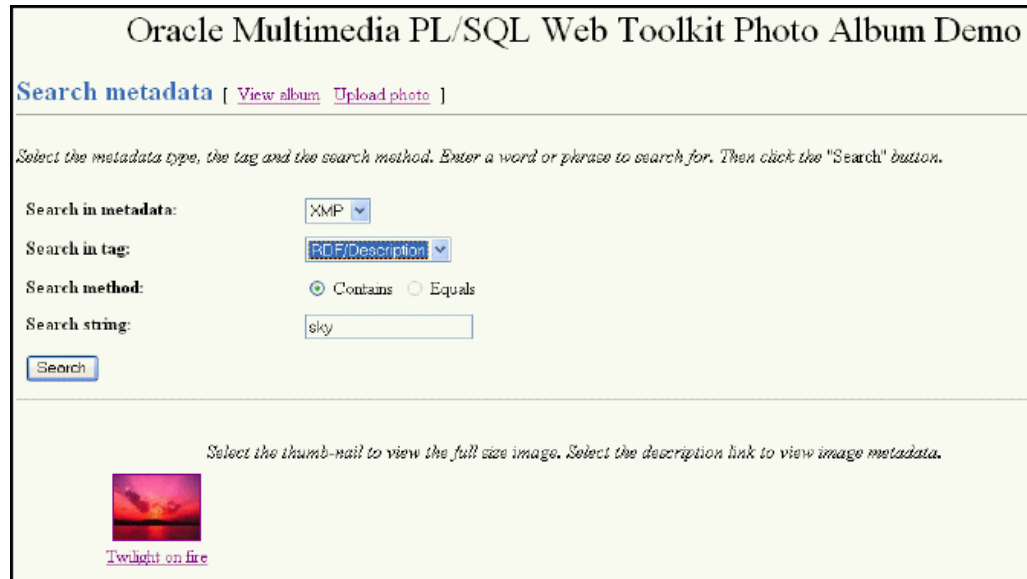 Oracle Multimedia PL/SQL Web Toolkit Photo Album Demo
Search metadata [ View album Upload photo ]
Select the metadata type, the tag and the search method. Enter a word or phrase to search for. Then click the "Search" button.
Search in metadata: XMP
Search in tag: RDF/Description
Search method: Contains Equals
Search string: sky
Search
Select the thumb-nail to view the full size image. Select the description link to view image metadata.
Twilight on fire